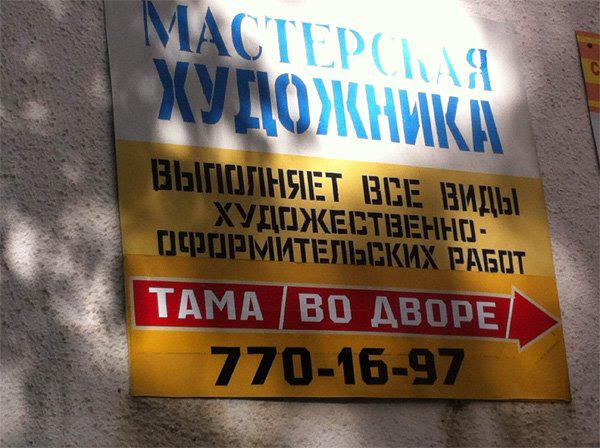 МАСТЕРСКАЯ
ХУДОЖНИКА
ВЫПОЛНЯЕТ ВСЕ ВИДЫ
ХУДОЖЕСТВЕННО-
ОФОРМИТЕЛЬСКИХ РАБОТ
ТАМА / ВО ДВОРЕ /
770-16-97